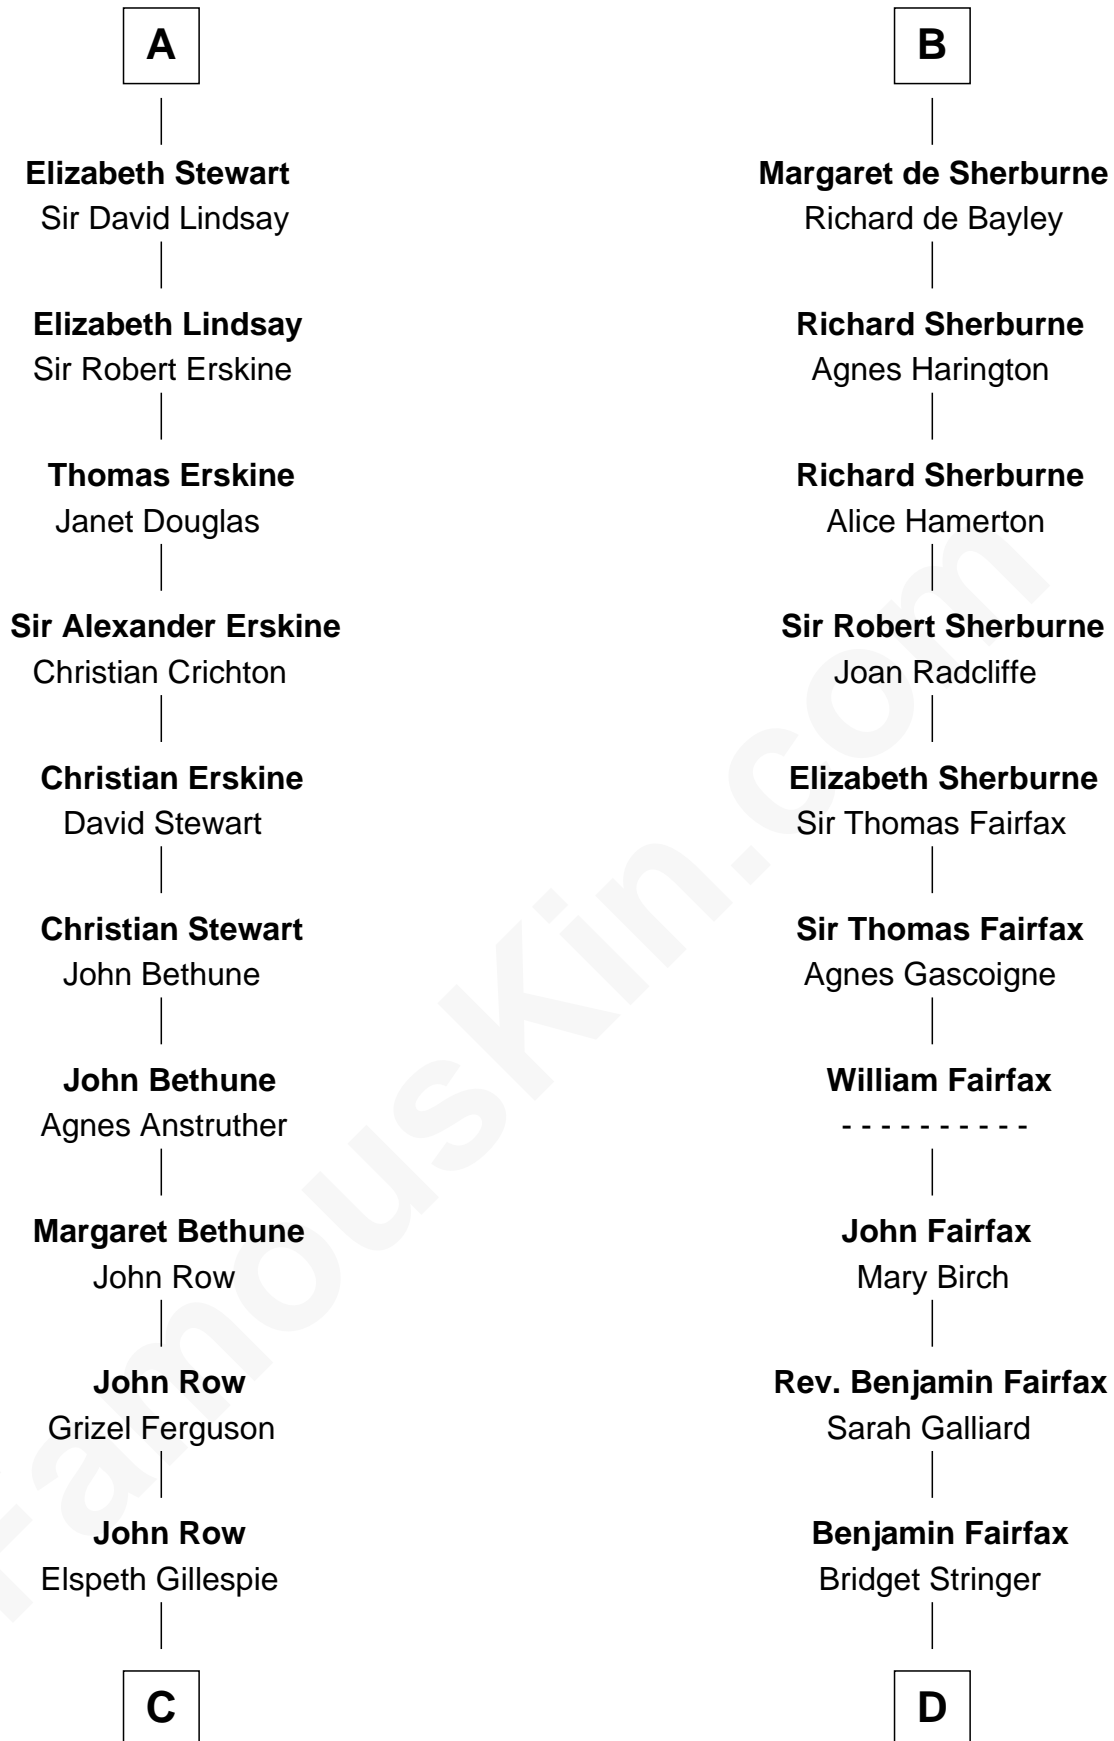 A
Elizabeth Stewart
Sir David Lindsay
Elizabeth Lindsay
Sir Robert Erskine
Thomas Erskine
Janet Douglas
Sir Alexander Erskine
Christian Crichton
Christian Erskine
David Stewart
Christian Stewart
John Bethune
John Bethune
Agnes Anstruther
Margaret Bethune
John Row
John Row
Grizel Ferguson
John Row
Elspeth Gillespie
C
B
Margaret de Sherburne
Richard de Bayley
Richard Sherburne
Agnes Harington
Richard Sherburne
Alice Hamerton
Sir Robert Sherburne
Joan Radcliffe
Elizabeth Sherburne
Sir Thomas Fairfax
Sir Thomas Fairfax
Agnes Gascoigne
William Fairfax
- - - - - - - - - -
John Fairfax
Mary Birch
Rev. Benjamin Fairfax
Sarah Galliard
Benjamin Fairfax
Bridget Stringer
D
FamousKin.com